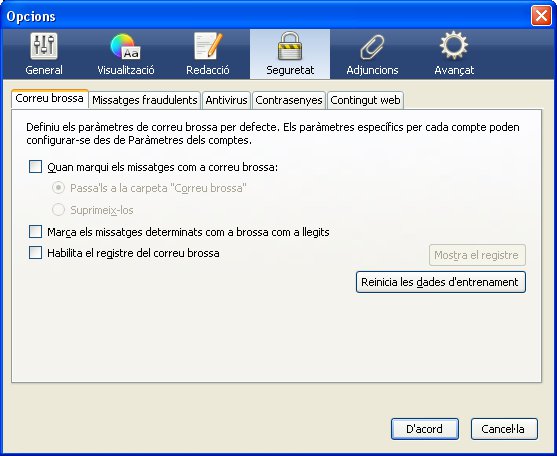 Opcions
General Visualització Redacció Seguretat Adjuncions Avançat
Correu brossa Missatges fraudulents Antivirus Contrasenyes Contingut web
Definiu els paràmetres de correu brossa per defecte. Els paràmetres específics per cada compte poden
configurar-se des de Paràmetres dels comptes.
Quan marqui els missatges com a correu brossa:
Passa'ls a la carpeta "Correu brossa"
Suprimeix-los
Marca els missatges determinats com a brossa com a llegits
Habilita el registre del correu brossa
Mostra el registre
Reinicia les dades d'entrenament
D'acord Cancel·la